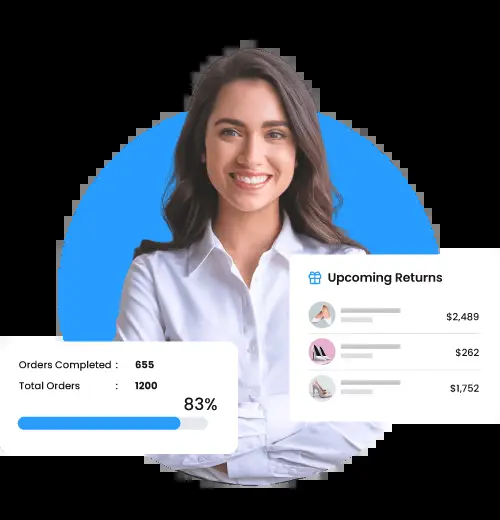 Upcoming Returns
$2,489
$262
$1,752
Orders Completed : 655
Total Orders : 1200
83%